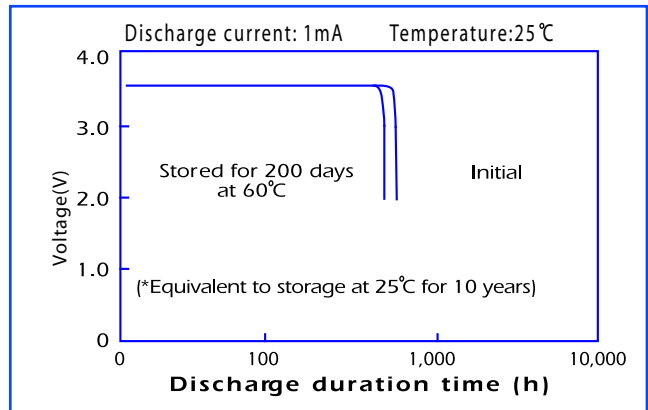 Discharge current: 1mA Temperature:25℃
4.0
3.0
2.0
1.0
0
Voltage(V)
Stored for 200 days
at 60℃
Initial
(*Equivalent to storage at 25℃ for 10 years)
0 100 1,000 10,000
Discharge duration time (h)